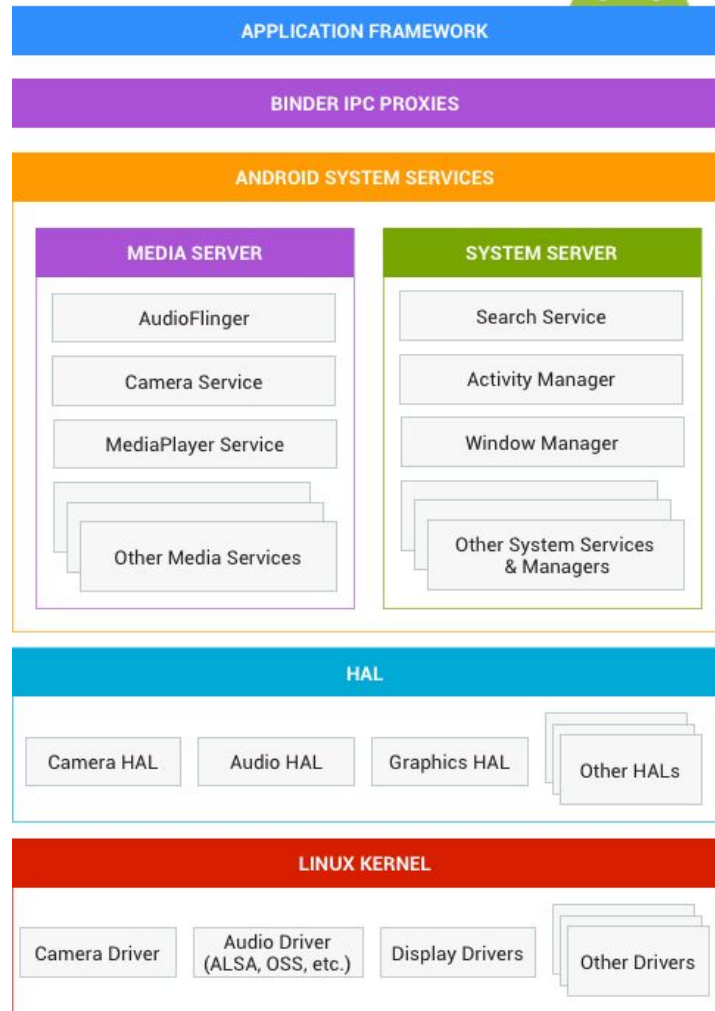 APPLICATION FRAMEWORK
BINDER IPC PROXIES
ANDROID SYSTEM SERVICES
MEDIA SERVER
AudioFlinger
Camera Service
MediaPlayer Service
Other Media Services
SYSTEM SERVER
Search Service
Activity Manager
Window Manager
Other System Services
& Managers
HAL
Camera HAL
Audio HAL
Graphics HAL
Other HALs
LINUX KERNEL
Camera Driver
Audio Driver
(ALSA, OSS, etc.)
Display Drivers
Other Drivers